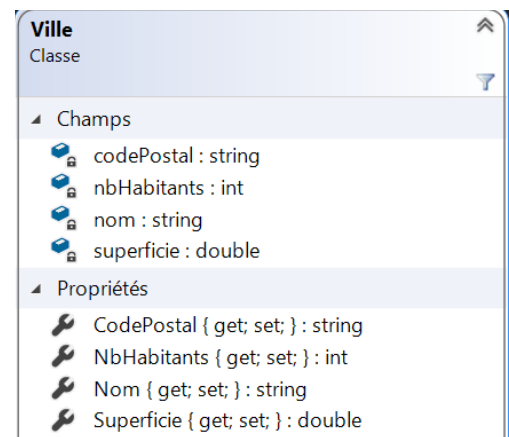 Ville
Classe
Champs
codePostal : string
nbHabitants : int
nom : string
superficie : double
Propriétés
CodePostal { get; set; } : string
NbHabitants { get; set; } : int
Nom { get; set; } : string
Superficie { get; set; } : double